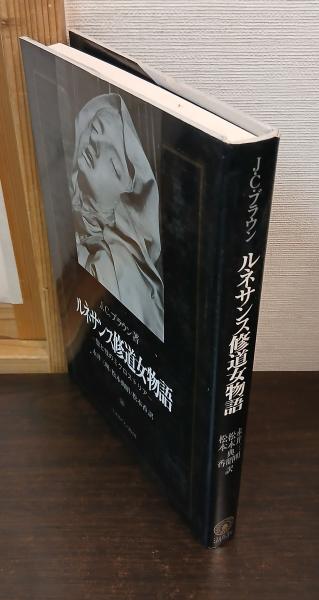 J・C・ブラウン著
ルネサンス修道女物語
J・C・ブラウン
ルネサンス修道女物語
永井三明
松本典昭 訳
松本 香